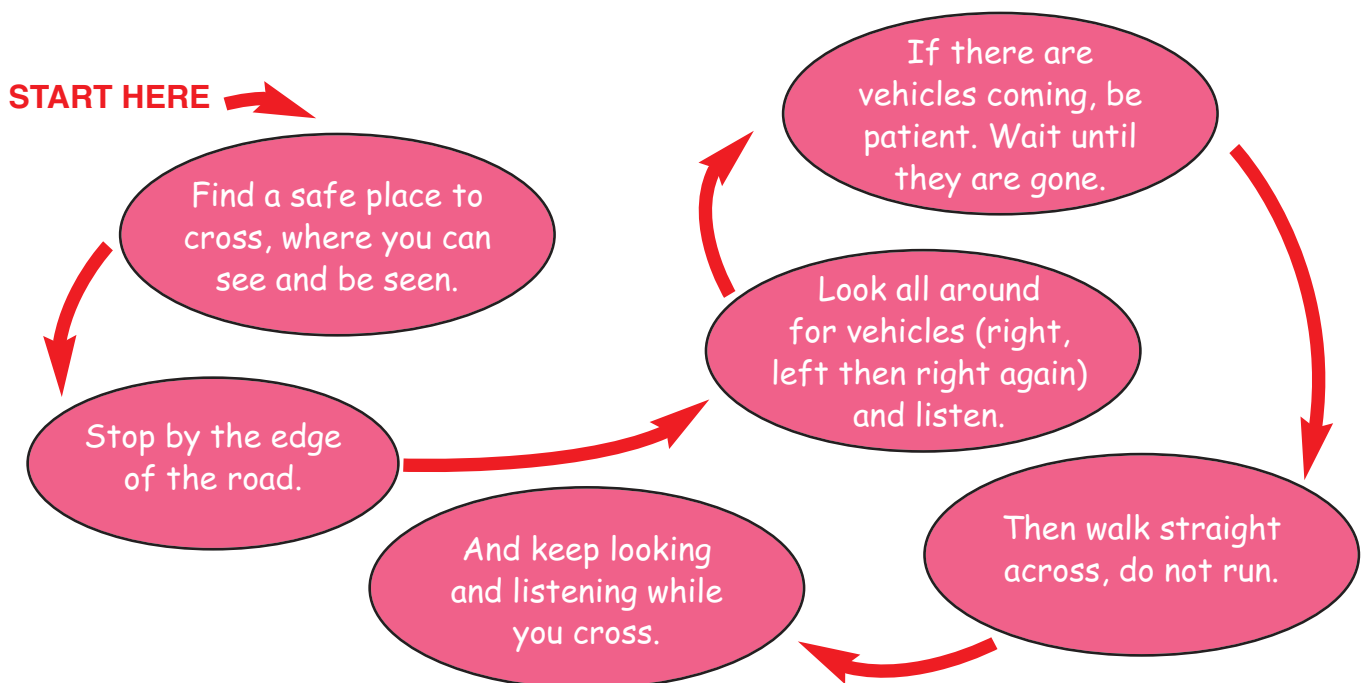 START HERE
Find a safe place to
cross, where you can
see and be seen.
Stop by the edge
of the road.
Look all around
for vehicles (right,
left then right again)
and listen.
If there are
vehicles coming, be
patient. Wait until
they are gone.
Then walk straight
across, do not run.
And keep looking
and listening while
you cross.